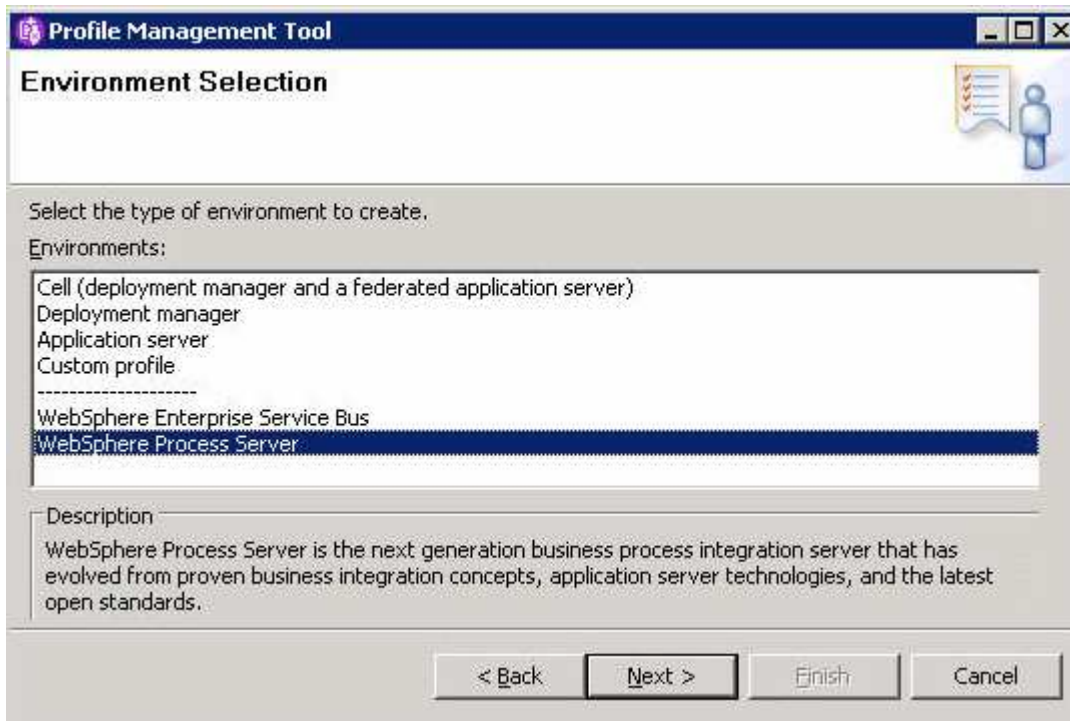 Profile Management Tool
Environment Selection
Select the type of environment to create.
Environments:
Cell (deployment manager and a federated application server)
Deployment manager
Application server
Custom profile
--------------------
WebSphere Enterprise Service Bus
WebSphere Process Server
Description
WebSphere Process Server is the next generation business process integration server that has
evolved from proven business integration concepts, application server technologies, and the latest
open standards.
< Back
Next >
Finish
Cancel